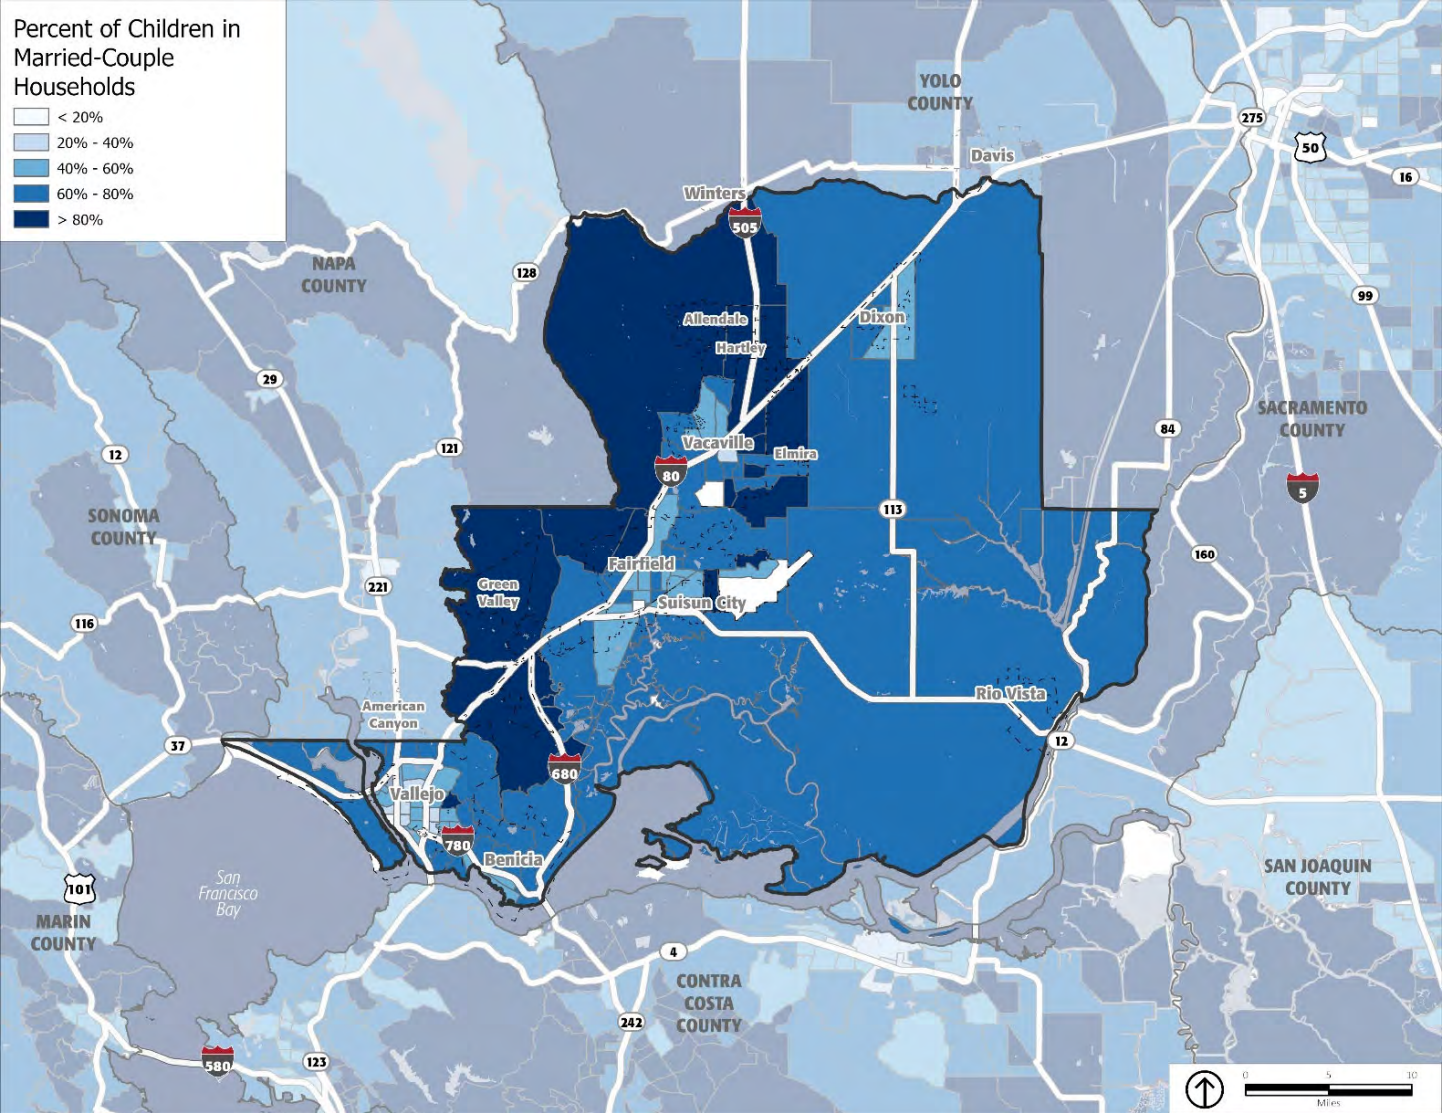 Percent of Children in
Married-Couple
Households
< 20%
20% - 40%
40% - 60%
60% - 80%
> 80%
YOLO
COUNTY
275
50
Davis
16
Winters
505
NAPA
COUNTY
128
99
Allendale
Dixon
Hartley
29
SACRAMENTO
COUNTY
84
12
121
Vacaville
Elmira
80
5
SONOMA
COUNTY
113
160
Fairfield
221
Green
Valley
Suisun City
116
American
Canyon
Rio Vista
37
12
680
Vallejo
780
Benicia
San
Francisco
Bay
101
MARIN
COUNTY
SAN JOAQUIN
COUNTY
4
CONTRA
COSTA
COUNTY
242
580
123
0 5 10
Miles